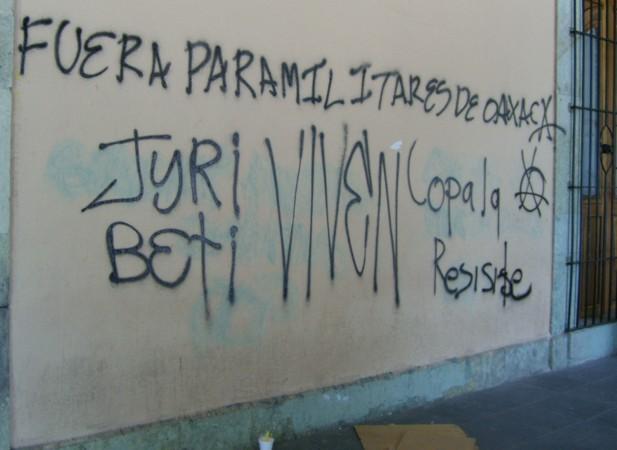 FUERA PARAMILITARES DE OAXACA
JYRI
BETI
VIVEN
Copala
Resiste